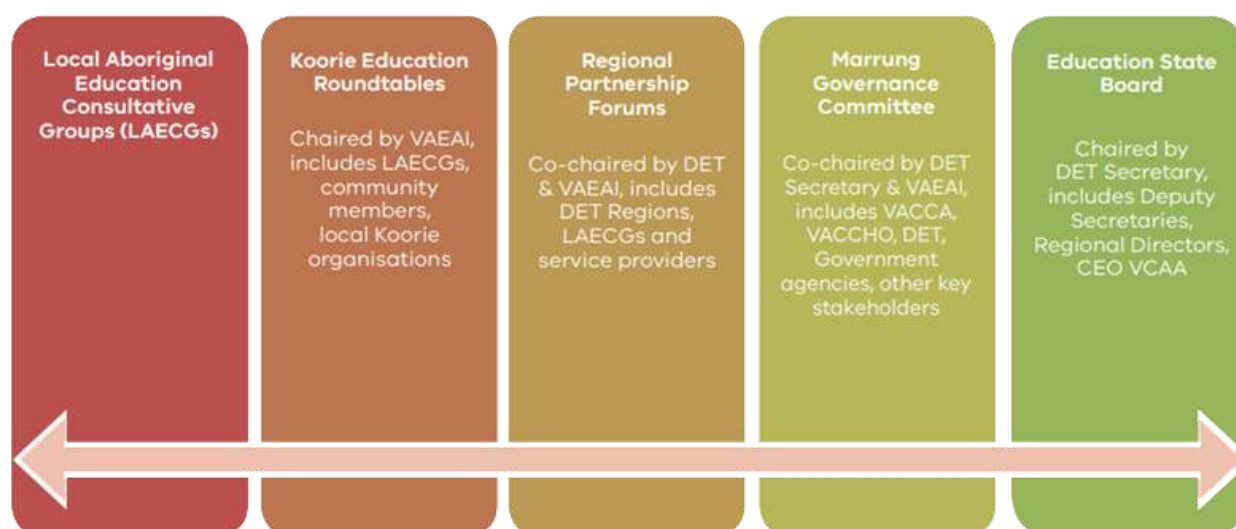 Local Aboriginal
Education
Consultative
Groups (LAECGs)
Koorie Education
Roundtables
Chaired by VAEAI,
includes LAECGs,
community
members,
local Koorie
organisations
Regional
Partnership
Forums
Co-chaired by DET
& VAEAI, includes
DET Regions,
LAECGs and
service providers
Marrung
Governance
Committee
Co-chaired by DET
Secretary & VAEAI,
includes VACCA,
VACCHO, DET,
Government
agencies, other key
stakeholders
Education State
Board
Chaired by
DET Secretary,
includes Deputy
Secretaries,
Regional Directors,
CEO VCAA